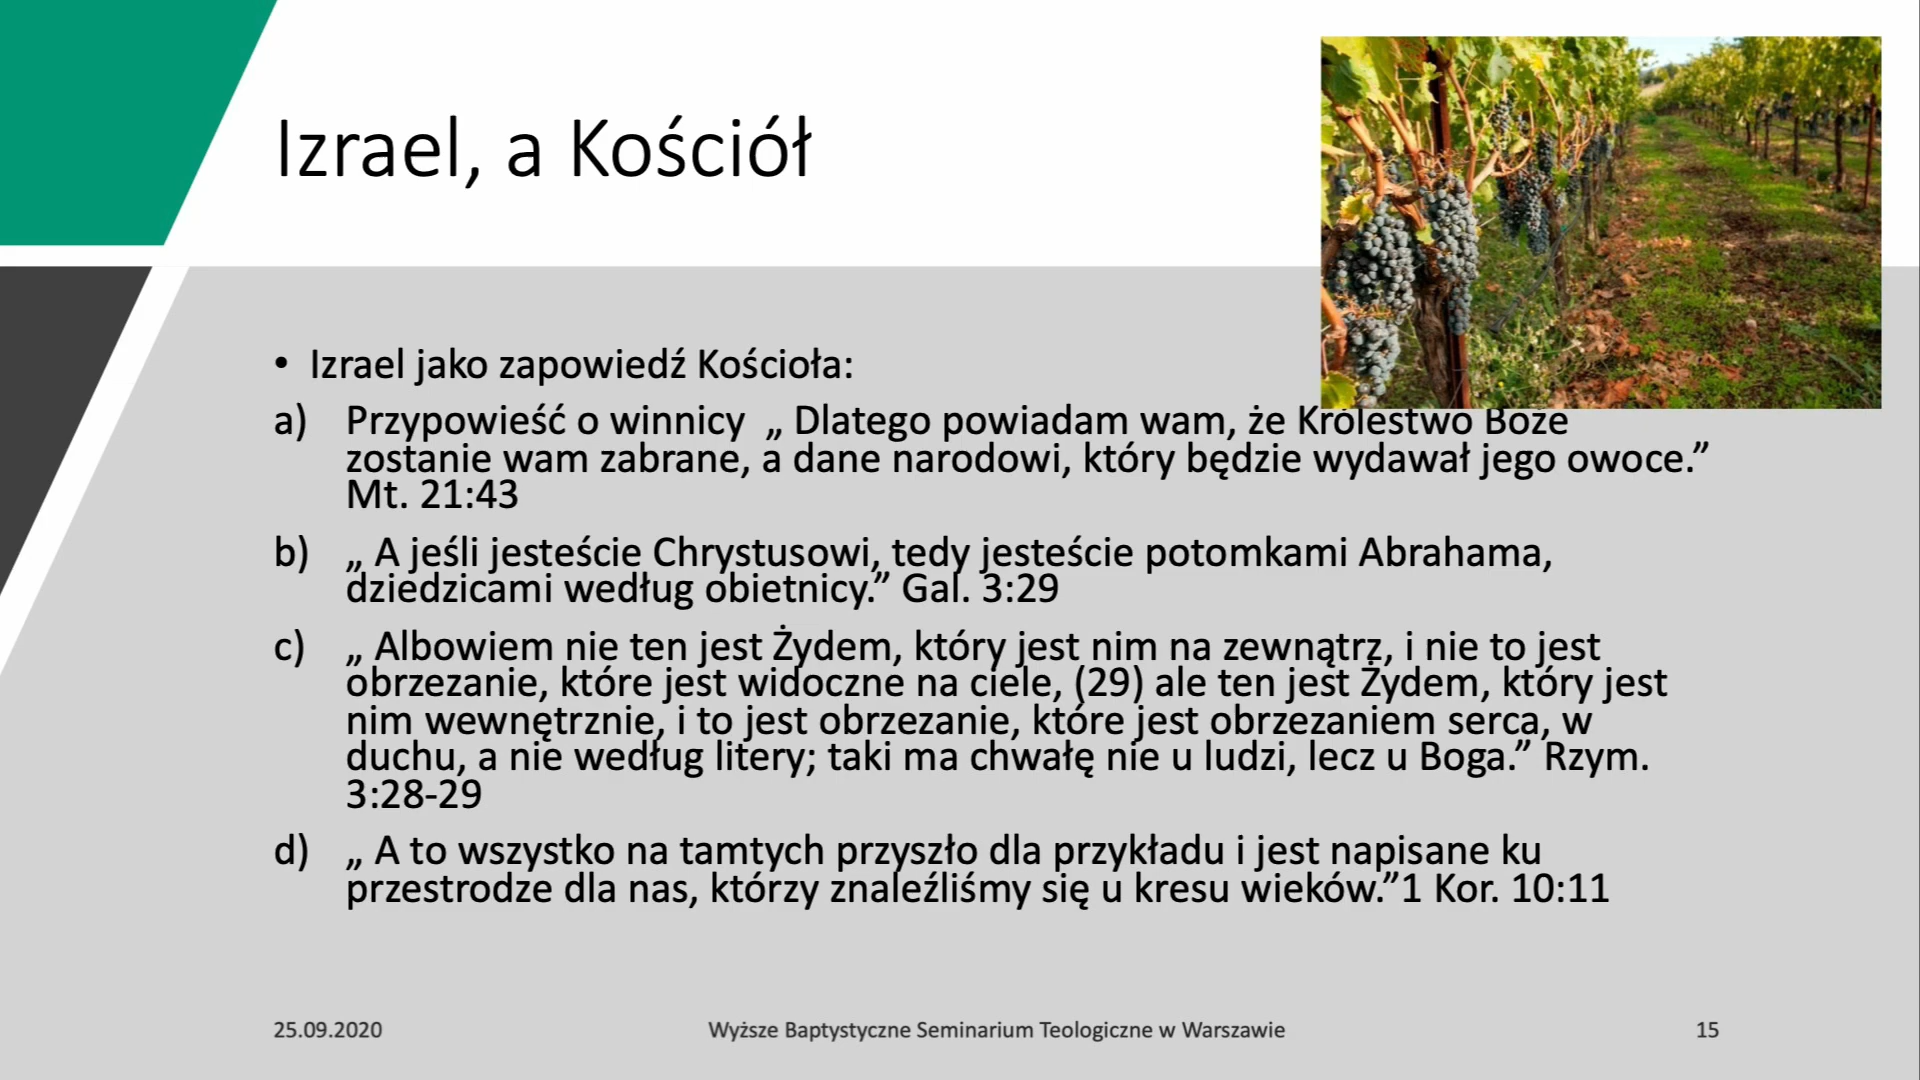 Izrael, a Kościół
• Izrael jako zapowiedź Kościoła:
a) Przypowieść o winnicy „ Dlatego powiadam wam, że Królestwo Boże
zostanie wam zabrane, a dane narodowi, który będzie wydawał jego owoce.”
Mt. 21:43
b) „ A jeśli jesteście Chrystusowi, tedy jesteście potomkami Abrahama,
dziedzicami według obietnicy.” Gal. 3:29
c) „ Albowiem nie ten jest Żydem, który jest nim na zewnątrz, i nie to jest
obrzezanie, które jest widoczne na ciele, (29) ale ten jest Żydem, który jest
nim wewnętrznie, i to jest obrzezanie, które jest obrzezaniem serca, w
duchu, a nie według litery; taki ma chwałę nie u ludzi, lecz u Boga.” Rzym.
3:28-29
d) „ A to wszystko na tamtych przyszło dla przykładu i jest napisane ku
przestrodze dla nas, którzy znaleźliśmy się u kresu wieków.”1 Kor. 10:11
25.09.2020
Wyższe Baptystyczne Seminarium Teologiczne w Warszawie
15